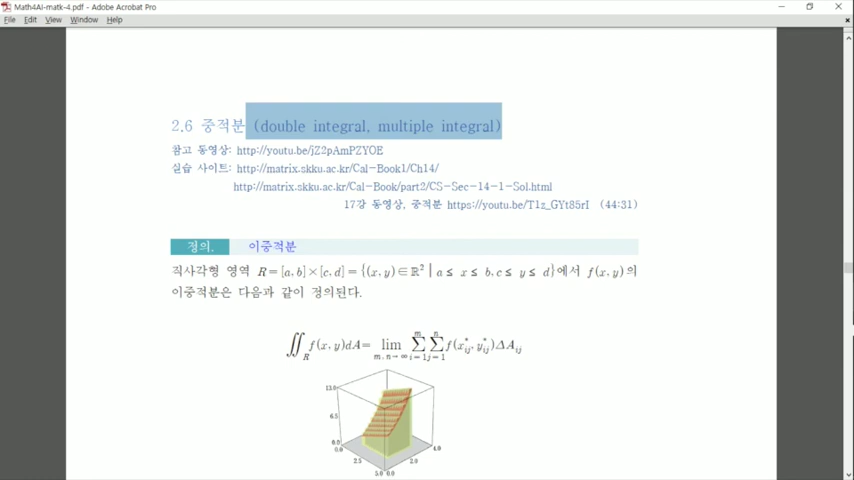 Math4AI-matk-4.pdf - Adobe Acrobat Pro
File Edit View Window Help
2.6 중적분 (double integral, multiple integral)
참고 동영상: http://youtu.be/jZ2pAmPZYOE
실습 사이트: http://matrix.skku.ac.kr/Cal-Book1/Ch14/
http://matrix.skku.ac.kr/Cal-Book/part2/CS-Sec-14-1-Sol.html
17강 동영상, 중적분 https://youtu.be/T1z_GYt85rI (44:31)
정의. 이중적분
직사각형 영역 R=[a,b]×[c,d]={(x,y)∈ℝ²│a≤ x≤ b, c≤ y≤ d}에서 f(x,y)의
이중적분은 다음과 같이 정의된다.
∬_R f(x,y)dA= lim_{m,n→∞} ∑_{i=1}^{m} ∑_{j=1}^{n} f(x*_{ij}, y*_{ij})ΔA_{ij}
13.0
6.5
0.0
0.0 4.0
2.5 2.0
5.0 0.0